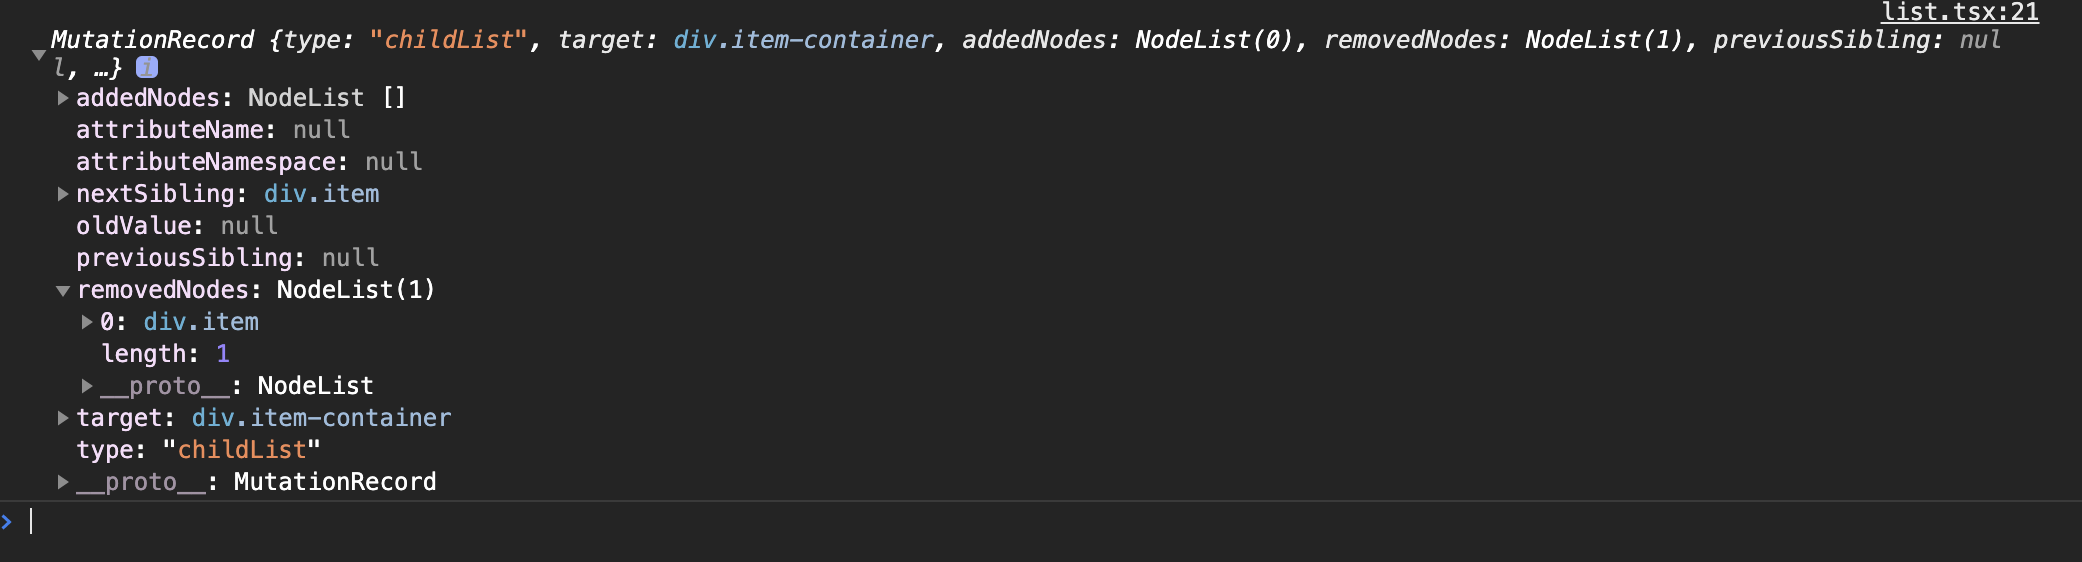 list.tsx:21
MutationRecord {type: "childList", target: div.item-container, addedNodes: NodeList(0), removedNodes: NodeList(1), previousSibling: nul
l, …} i
addedNodes: NodeList []
attributeName: null
attributeNamespace: null
nextSibling: div.item
oldValue: null
previousSibling: null
removedNodes: NodeList(1)
0: div.item
length: 1
__proto__: NodeList
target: div.item-container
type: "childList"
__proto__: MutationRecord